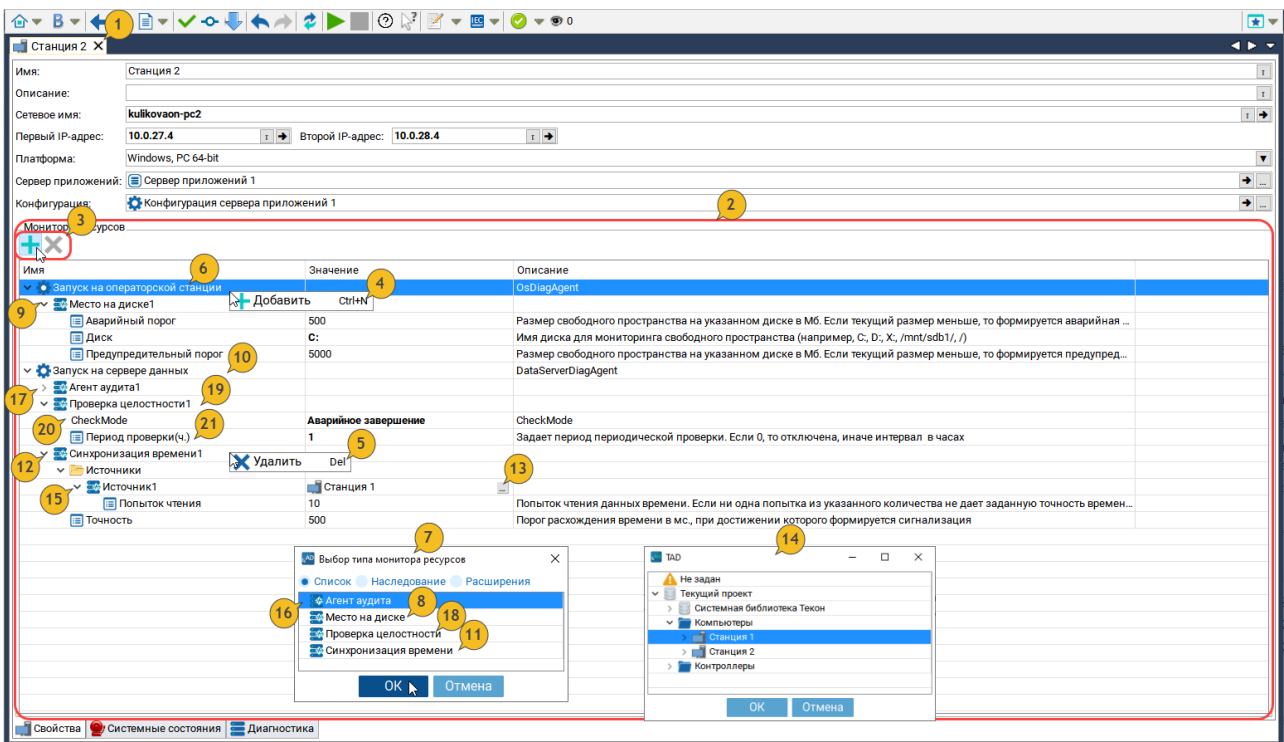 0
1
Станция 2
Имя: Станция 2
Описание:
Сетевое имя: kulikovaon-pc2
Первый IP-адрес: 10.0.27.4 Второй IP-адрес: 10.0.28.4
Платформа: Windows, PC 64-bit
Сервер приложений: Сервер приложений 1
Конфигурация: Конфигурация сервера приложений 1
2
3
Монитор урсов
6
Имя Значение Описание
4
Запуск на операторской станции OsDiagAgent
Добавить Ctrl+N
9
Место на диске1
Аварийный порог 500 Размер свободного пространства на указанном диске в Мб. Если текущий размер меньше, то формируется аварийная ...
Диск C: Имя диска для мониторинга свободного пространства (например, C:, D:, X:, /mnt/sdb1/, /)
Предупредительный порог 5000 Размер свободного пространства на указанном диске в Мб. Если текущий размер меньше, то формируется предупред...
10
Запуск на сервере данных DataServerDiagAgent
17
Агент аудита1
19
Проверка целостности1
20
CheckMode Аварийное завершение CheckMode
21
Период проверки(ч.) 1 Задает период периодической проверки. Если 0, то отключена, иначе интервал в часах
5
12
Синхронизация времени1
Удалить Del
Источники
13
15
Источник1 Станция 1 ...
Попыток чтения 10 Попыток чтения данных времени. Если ни одна попытка из указанного количества не дает заданную точность времен...
Точность 500 Порог расхождения времени в мс., при достижении которого формируется сигнализация
7
Выбор типа монитора ресурсов
Список Наследование Расширения
16
Агент аудита
8
Место на диске
18
Проверка целостности
11
Синхронизация времени
ОК Отмена
14
TAD
Не задан
Текущий проект
Системная библиотека Текон
Компьютеры
Станция 1
Станция 2
Контроллеры
ОК Отмена
Свойства Системные состояния Диагностика